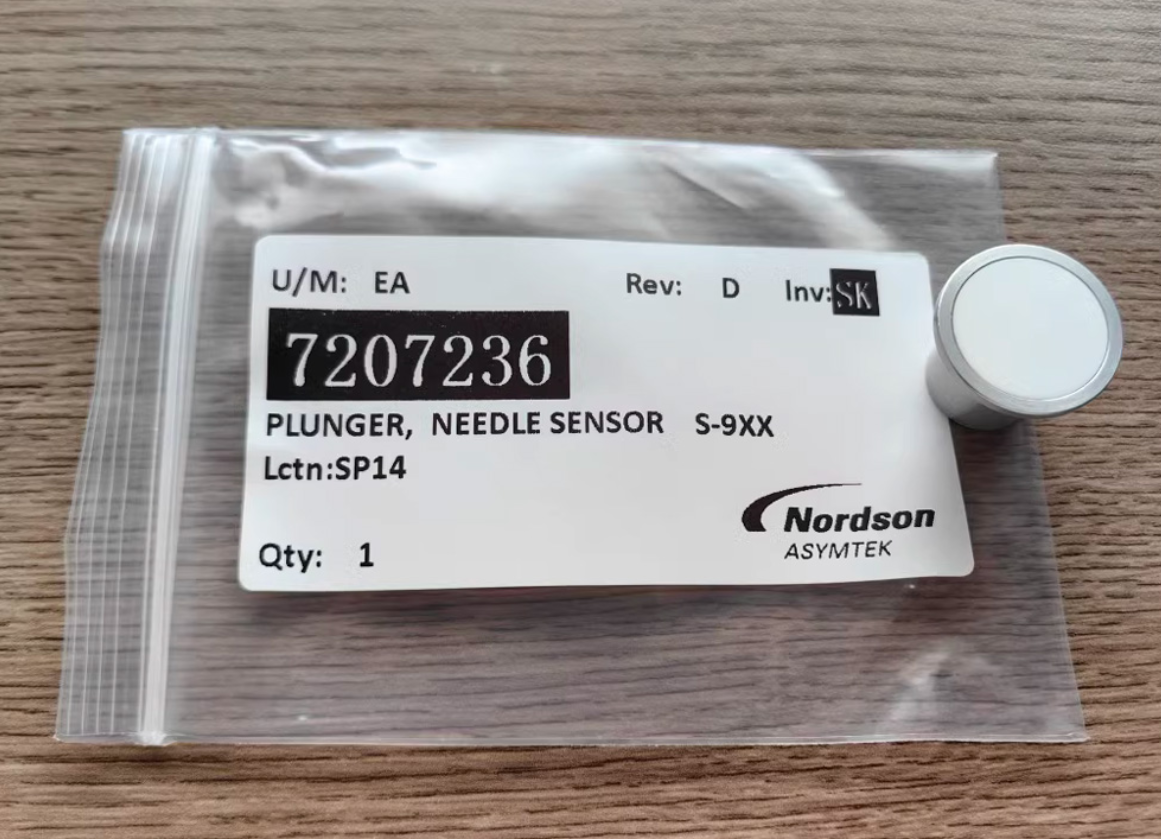 U/M: EA Rev: D Inv:SK
7207236
PLUNGER, NEEDLE SENSOR S-9XX
Lctn:SP14
Nordson
ASYMTEK
Qty: 1